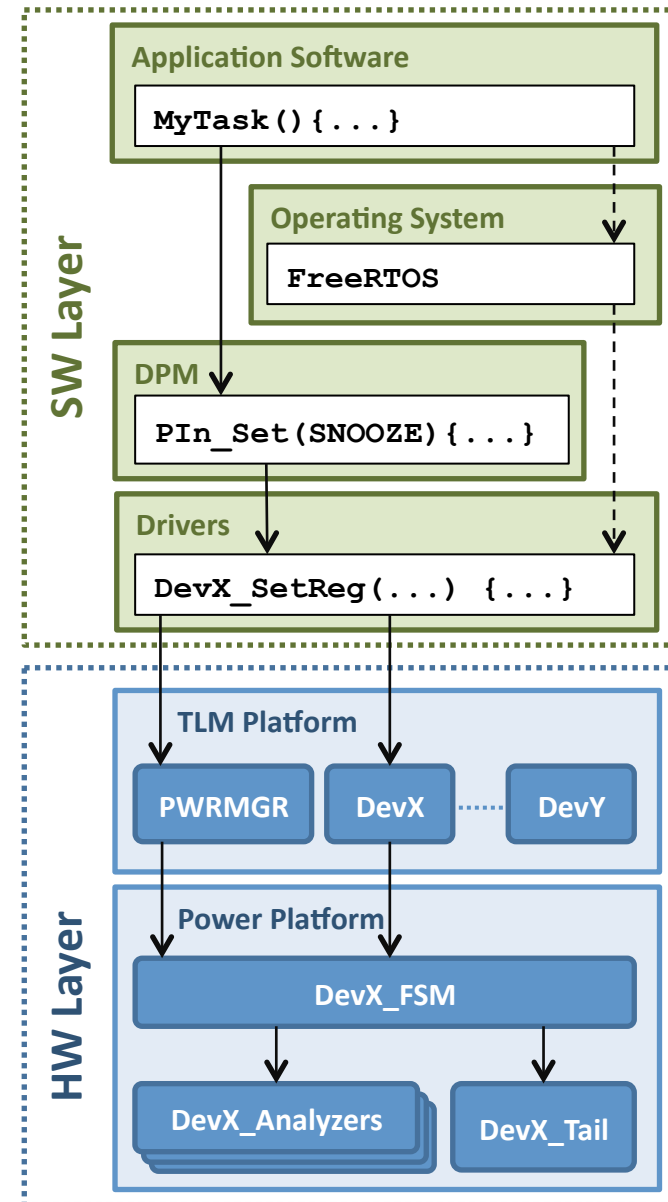 SW Layer
Application Software
MyTask(){...}
Operating System
FreeRTOS
DPM
PIn_Set(SNOOZE){...}
Drivers
DevX_SetReg(...) {...}
HW Layer
TLM Platform
PWRMGR
DevX
DevY
Power Platform
DevX_FSM
DevX_Analyzers
DevX_Tail